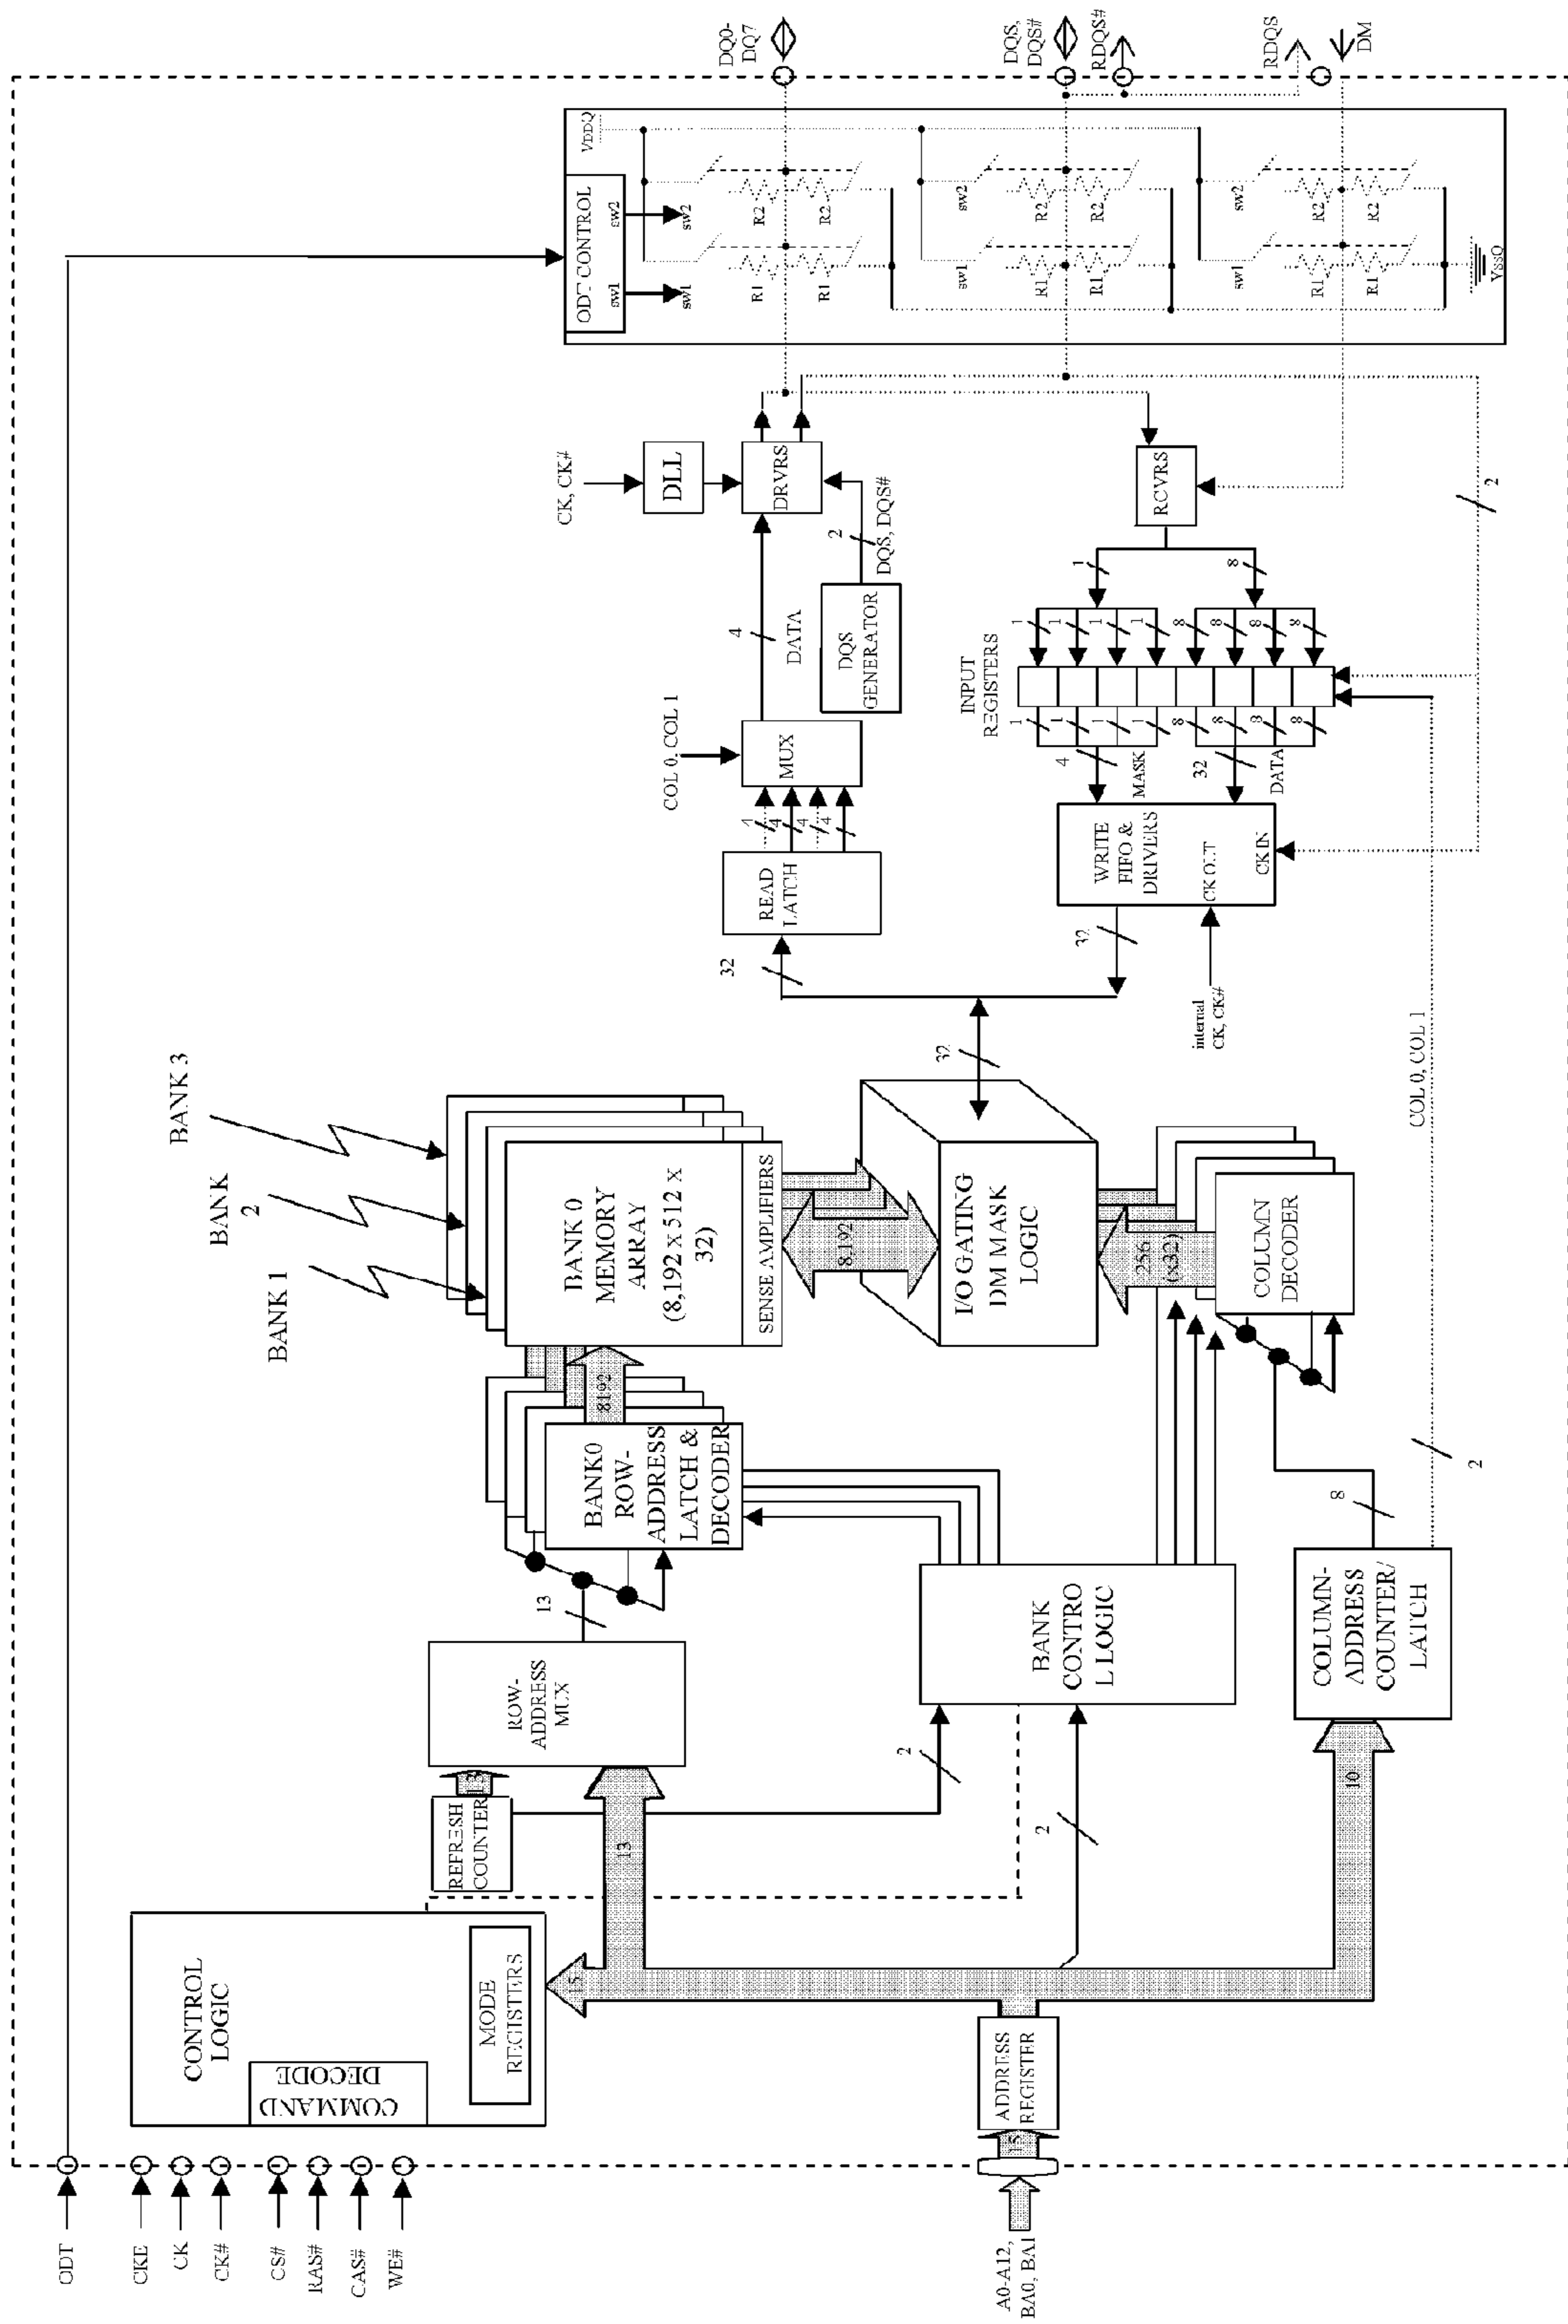 ODT
CKE
CK
CK#
CS#
RAS#
CAS#
WE#
A0-A12,
BA0, BA1
15
ADDRESS
REGISTER
CONTROL
LOGIC
COMMAND
DECODE
MODE
REGISTERS
15
13
10
2
REFRESH
COUNTER
13
2
ROW-
ADDRESS
MUX
13
BANK
CONTRO
L LOGIC
COLUMN-
ADDRESS
COUNTER/
LATCH
8
2
COL 0, COL 1
BANK0
ROW-
ADDRESS
LATCH &
DECODER
8192
BANK 1
BANK
2
BANK 3
BANK 0
MEMORY
ARRAY
(8,192 x 512 x
32)
SENSE AMPLIFIERS
8,192
I/O GATING
DM MASK
LOGIC
256
(x32)
COLUMN
DECODER
32
32
32
internal
CK, CK#
READ
LATCH
4
4
4
4
COL 0, COL 1
MUX
4
DATA
DQS
GENERATOR
2
DQS, DQS#
CK, CK#
DLL
DRVRS
WRITE
FIFO &
DRIVERS
CK OUT
CK IN
4
MASK
32
DATA
INPUT
REGISTERS
1
1
1
1
8
8
8
8
1
1
1
1
8
8
8
8
1
8
RCVRS
2
ODT CONTROL
sw1
sw2
sw1
sw2
VDDQ
R1
R1
R2
R2
sw1
sw2
R1
R1
R2
R2
sw1
sw2
R1
R1
R2
R2
VSSQ
DQ0-
DQ7
DQS,
DQS#
RDQS#
RDQS
DM